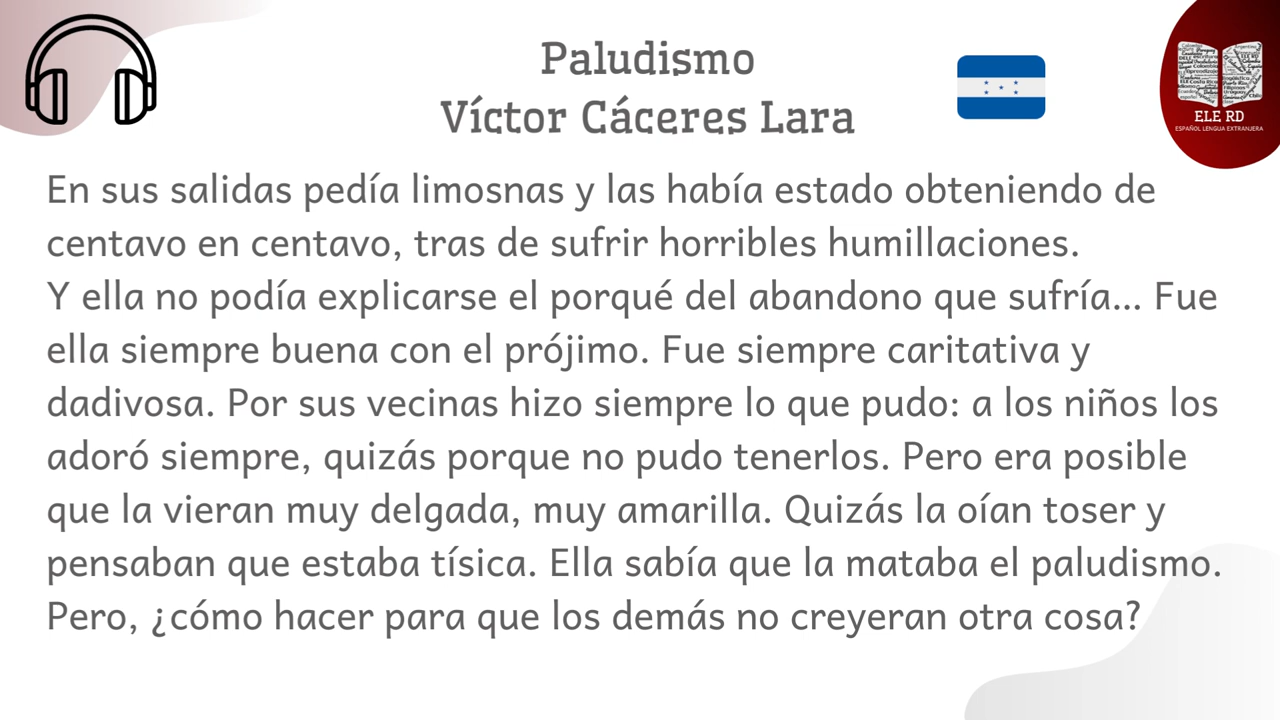 Paludismo
Víctor Cáceres Lara
ELE RD
ESPAÑOL LENGUA EXTRANJERA
En sus salidas pedía limosnas y las había estado obteniendo de
centavo en centavo, tras de sufrir horribles humillaciones.
Y ella no podía explicarse el porqué del abandono que sufría... Fue
ella siempre buena con el prójimo. Fue siempre caritativa y
dadivosa. Por sus vecinas hizo siempre lo que pudo: a los niños los
adoró siempre, quizás porque no pudo tenerlos. Pero era posible
que la vieran muy delgada, muy amarilla. Quizás la oían toser y
pensaban que estaba tísica. Ella sabía que la mataba el paludismo.
Pero, ¿cómo hacer para que los demás no creyeran otra cosa?